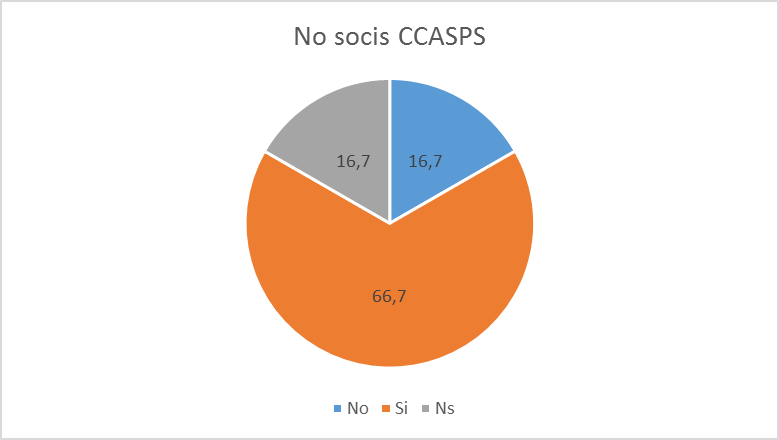 No socis CCASPS
16,7 16,7
66,7
No Si Ns